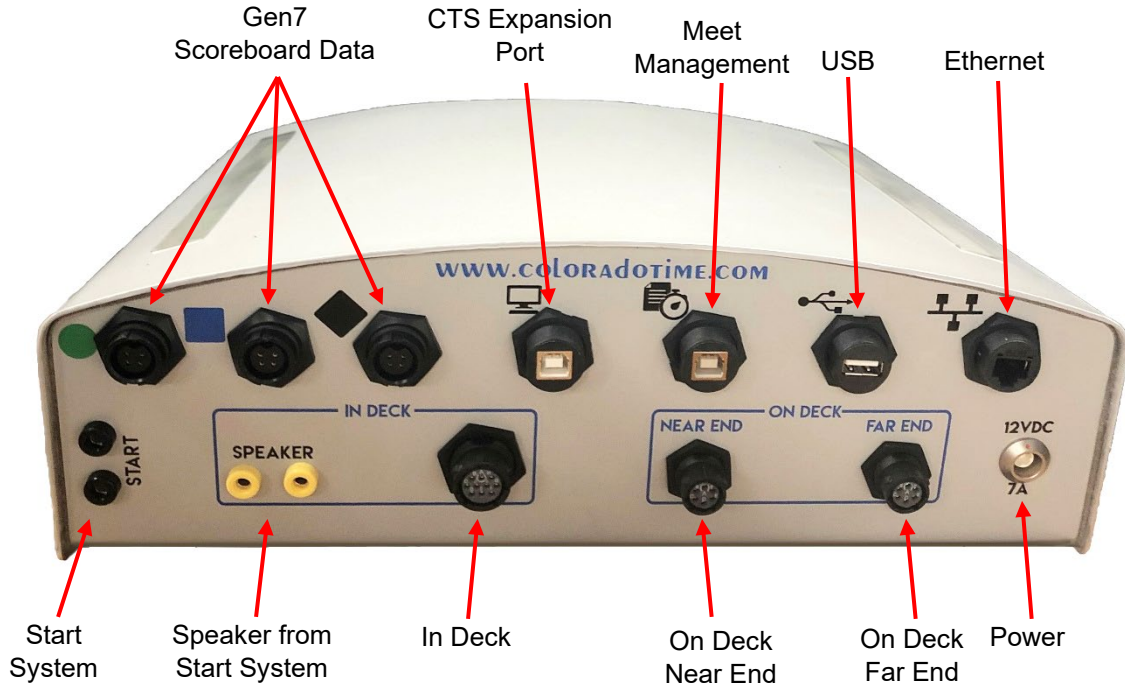 Gen7
Scoreboard Data
CTS Expansion
Port
Meet
Management
USB
Ethernet
WWW.COLORADOTIME.COM
IN DECK
ON DECK
NEAR END
FAR END
12VDC
START
SPEAKER
7A
Start
System
Speaker from
Start System
In Deck
On Deck
Near End
On Deck
Far End
Power